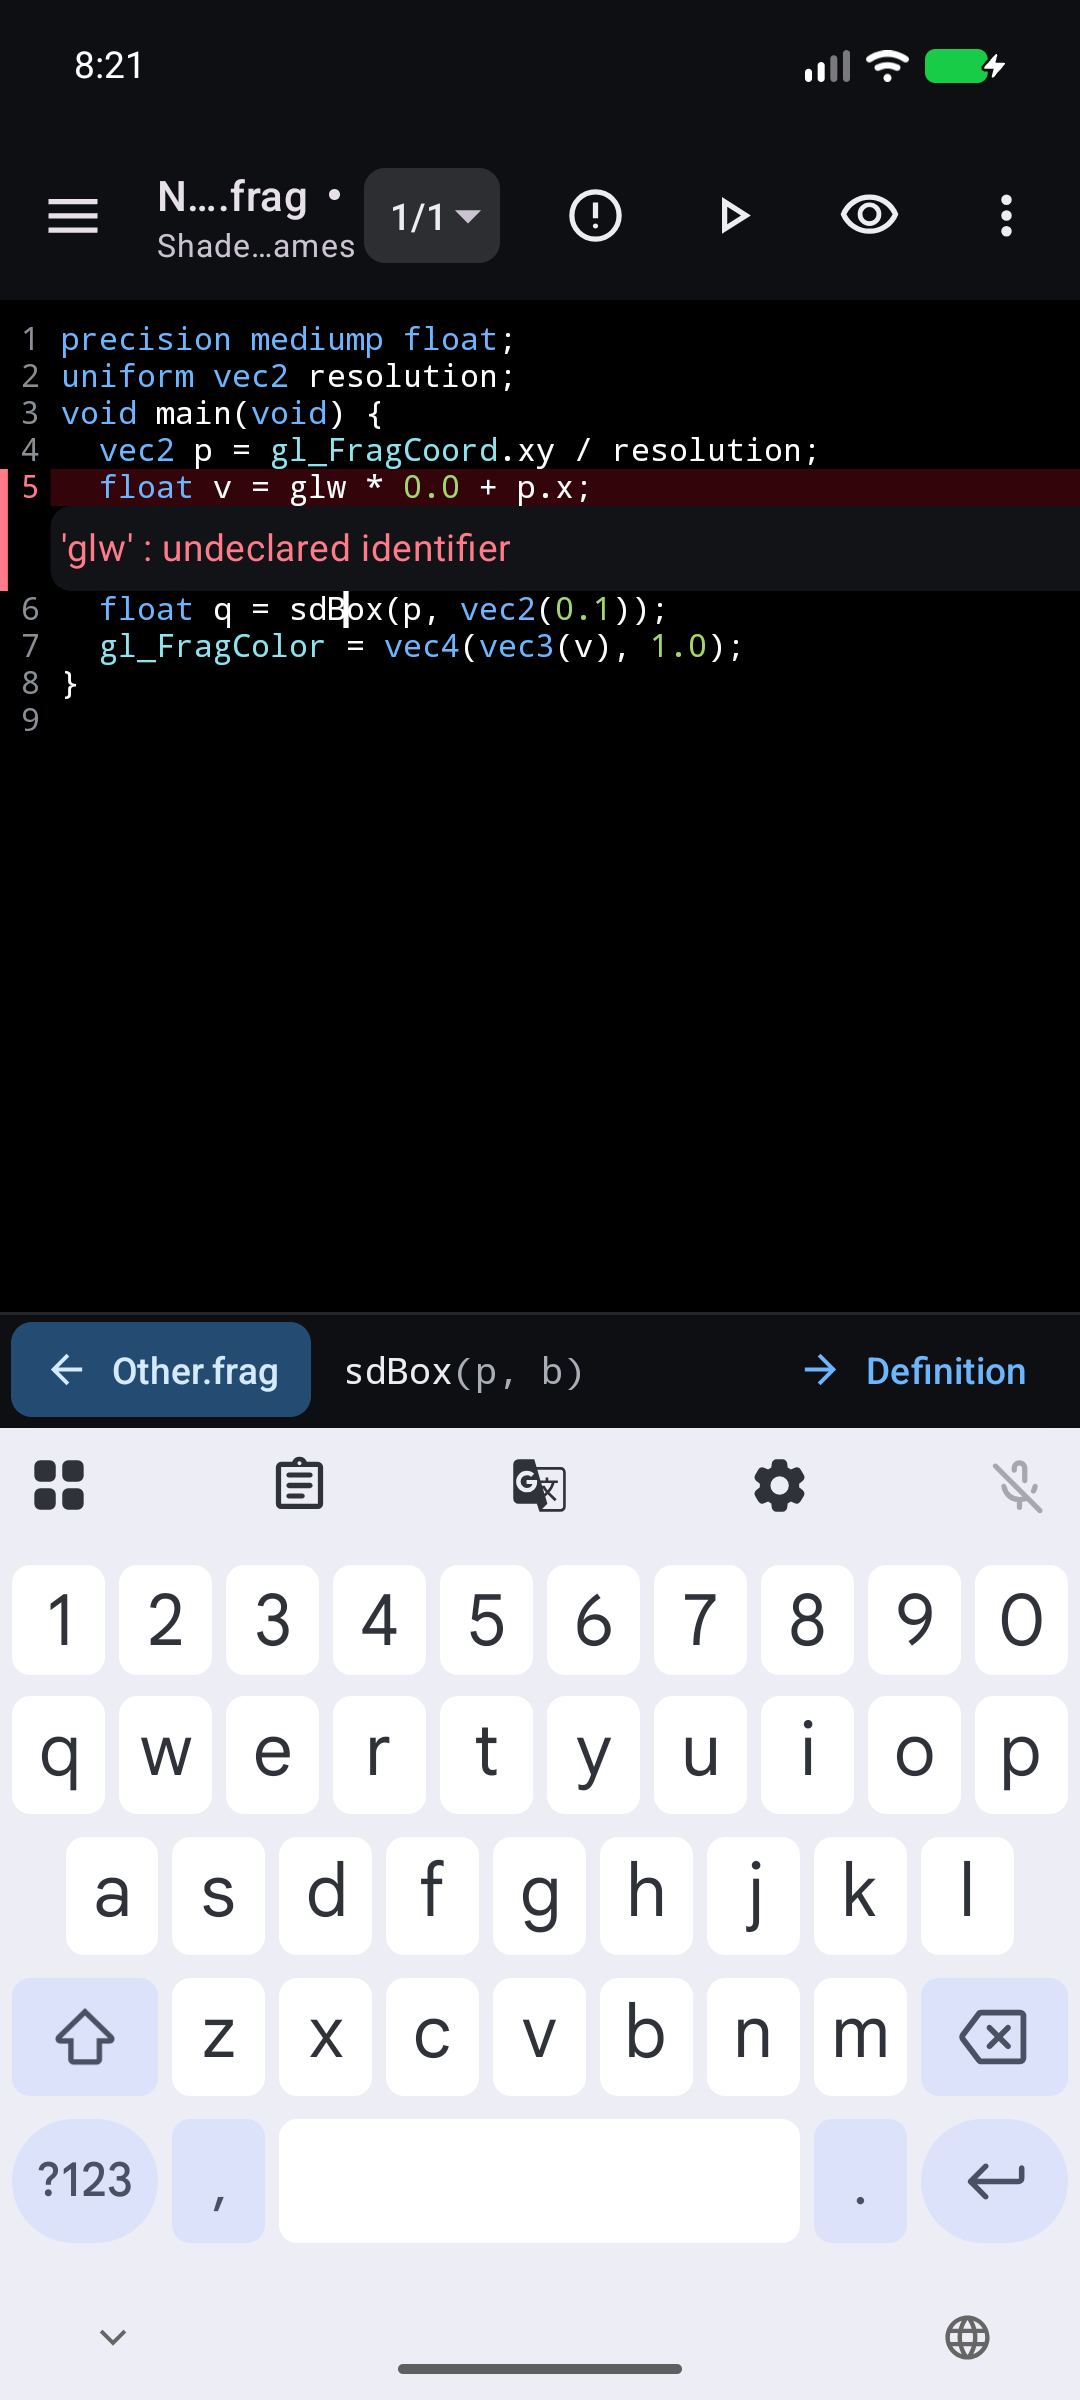 8:21
N....frag •
Shade...ames
1/1
1 precision mediump float;
2 uniform vec2 resolution;
3 void main(void) {
4   vec2 p = gl_FragCoord.xy / resolution;
5   float v = glw * 0.0 + p.x;
'glw' : undeclared identifier
6   float q = sdBox(p, vec2(0.1));
7   gl_FragColor = vec4(vec3(v), 1.0);
8 }
9
← Other.frag sdBox(p, b) → Definition
G 文
1 2 3 4 5 6 7 8 9 0
q w e r t y u i o p
a s d f g h j k l
z x c v b n m
?123 , .